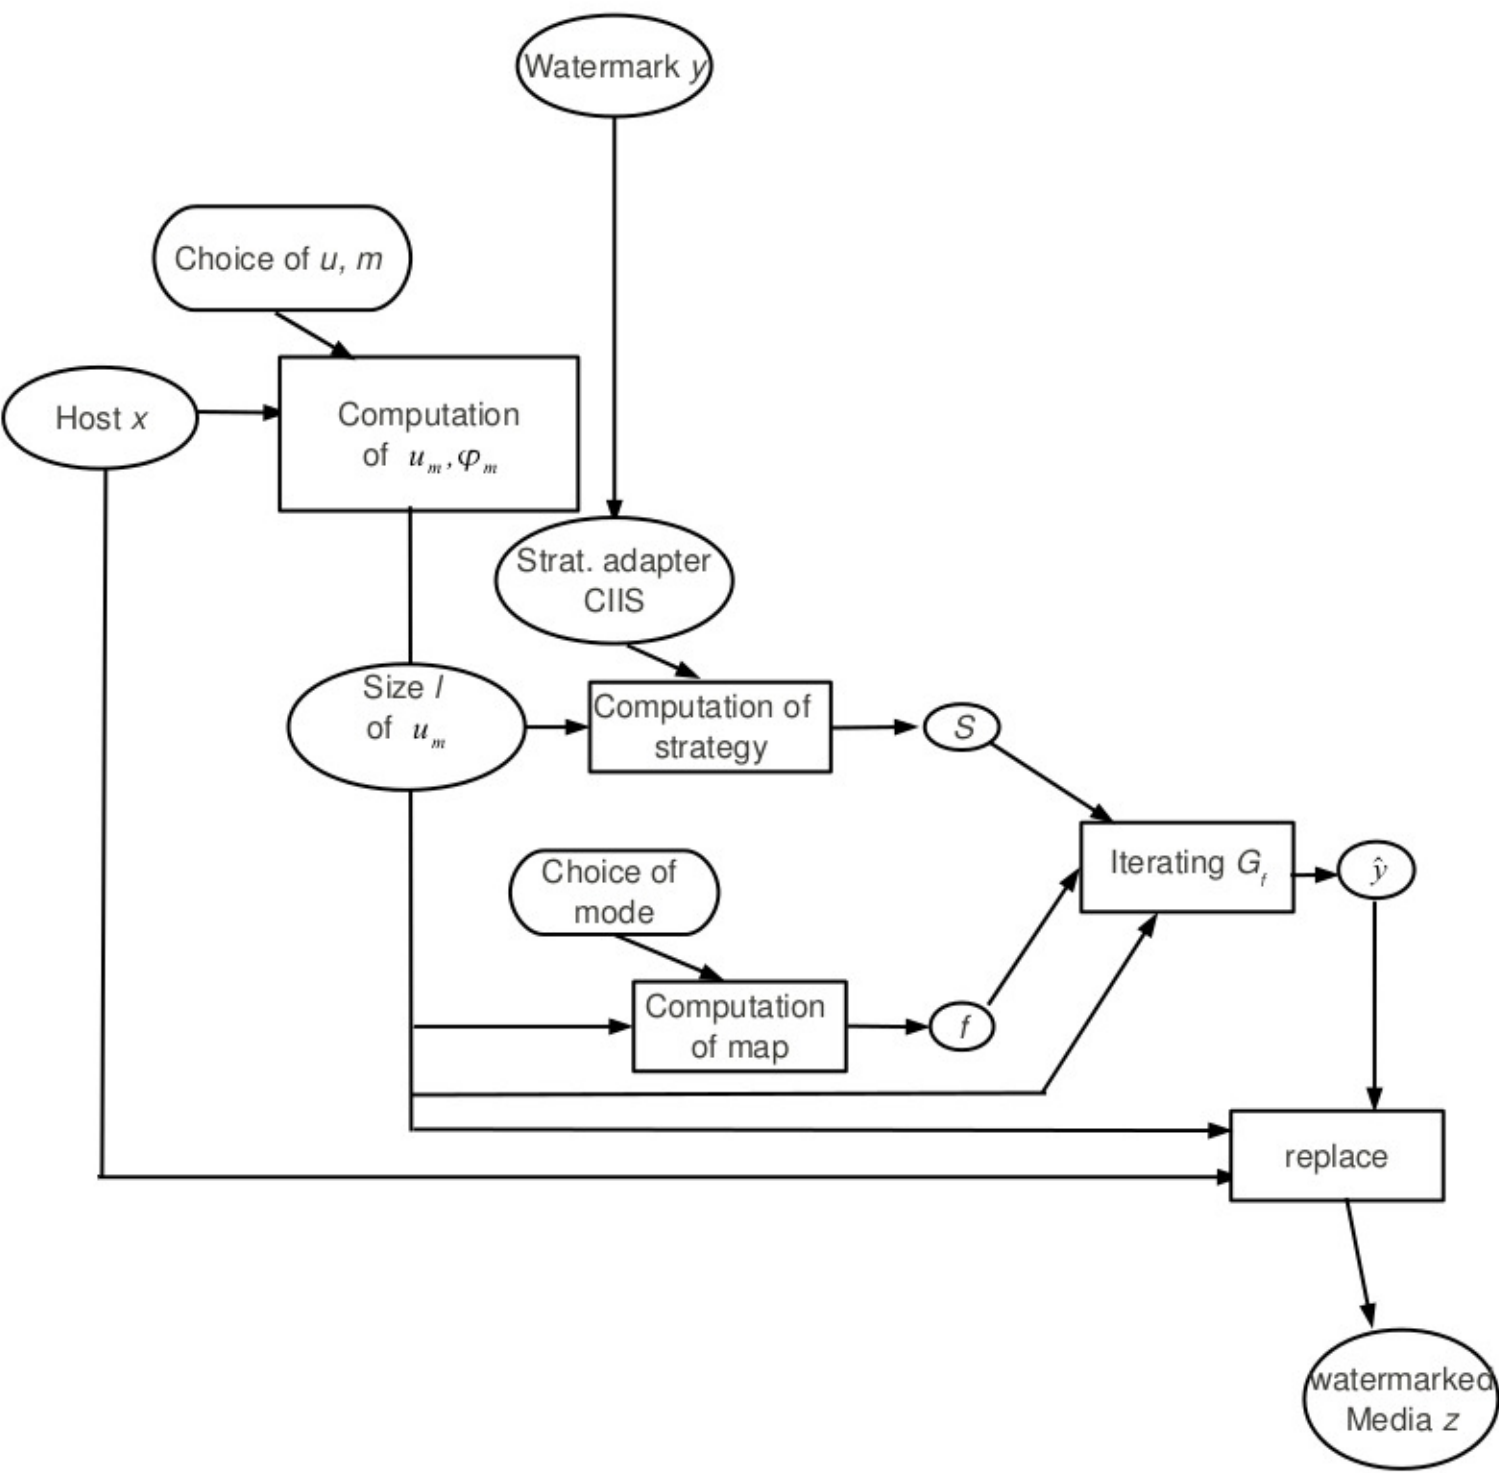 Watermark y
Choice of u, m
Host x
Computation
of u_m, φ_m
Strat. adapter
CIIS
Size l
of u_m
Computation of
strategy
S
Choice of
mode
Iterating G_f
ŷ
Computation
of map
f
replace
watermarked
Media z